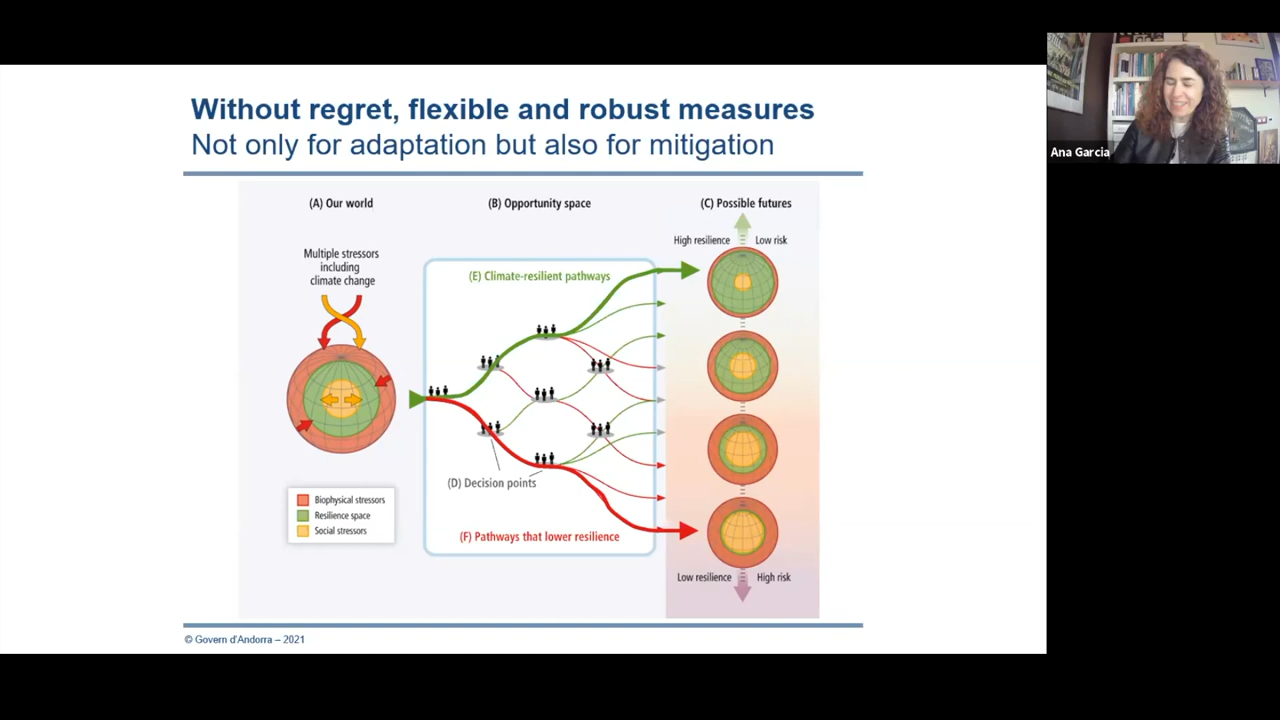 Without regret, flexible and robust measures
Not only for adaptation but also for mitigation
(A) Our world
(B) Opportunity space
(C) Possible futures
Multiple stressors
including
climate change
High resilience
Low risk
(E) Climate-resilient pathways
(D) Decision points
(F) Pathways that lower resilience
Biophysical stressors
Resilience space
Social stressors
Low resilience
High risk
© Govern d'Andorra – 2021
Ana Garcia